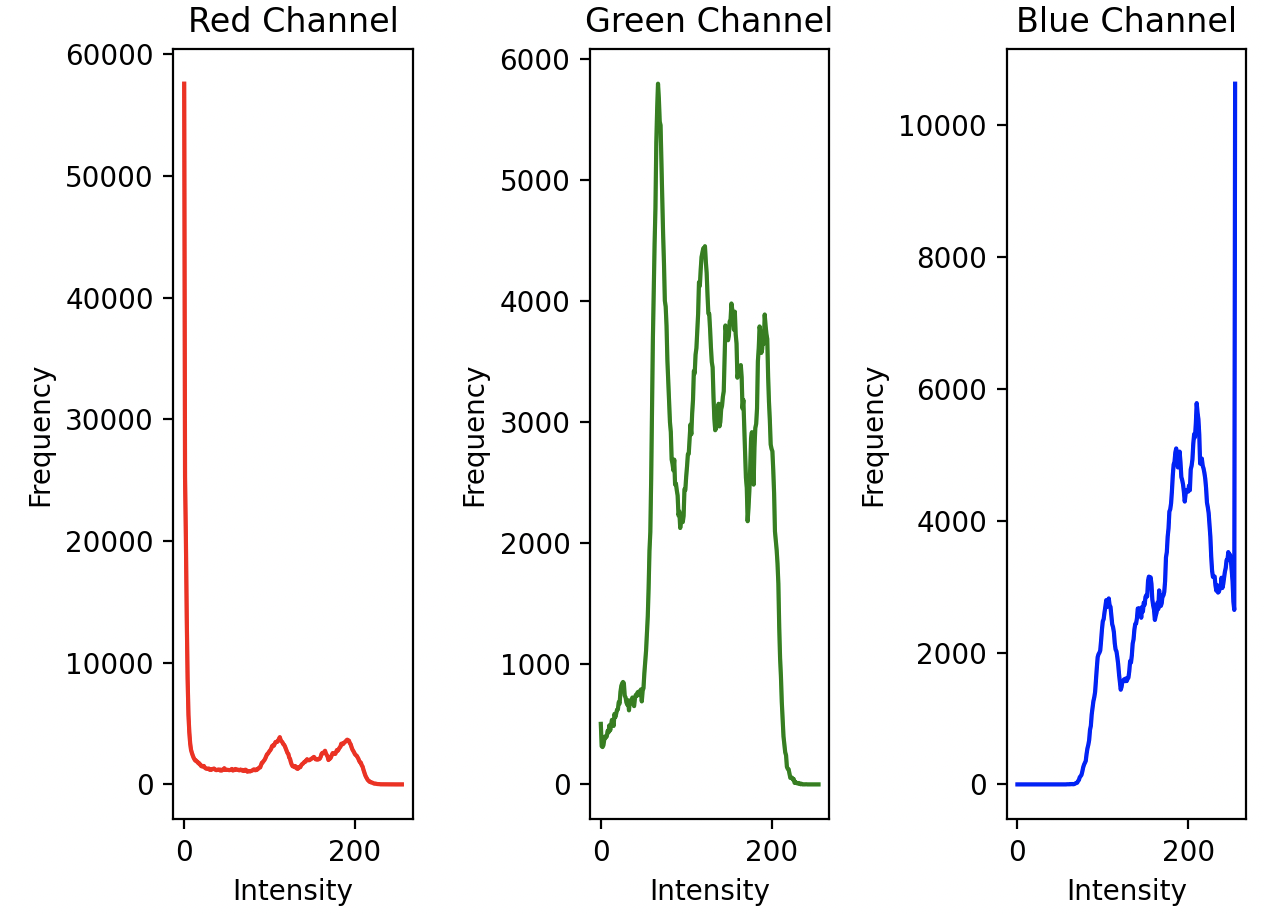 Red Channel
Green Channel
Blue Channel
60000
50000
40000
30000
20000
10000
0
Frequency
0 200
Intensity
6000
5000
4000
3000
2000
1000
0
Frequency
0 200
Intensity
10000
8000
6000
4000
2000
0
Frequency
0 200
Intensity